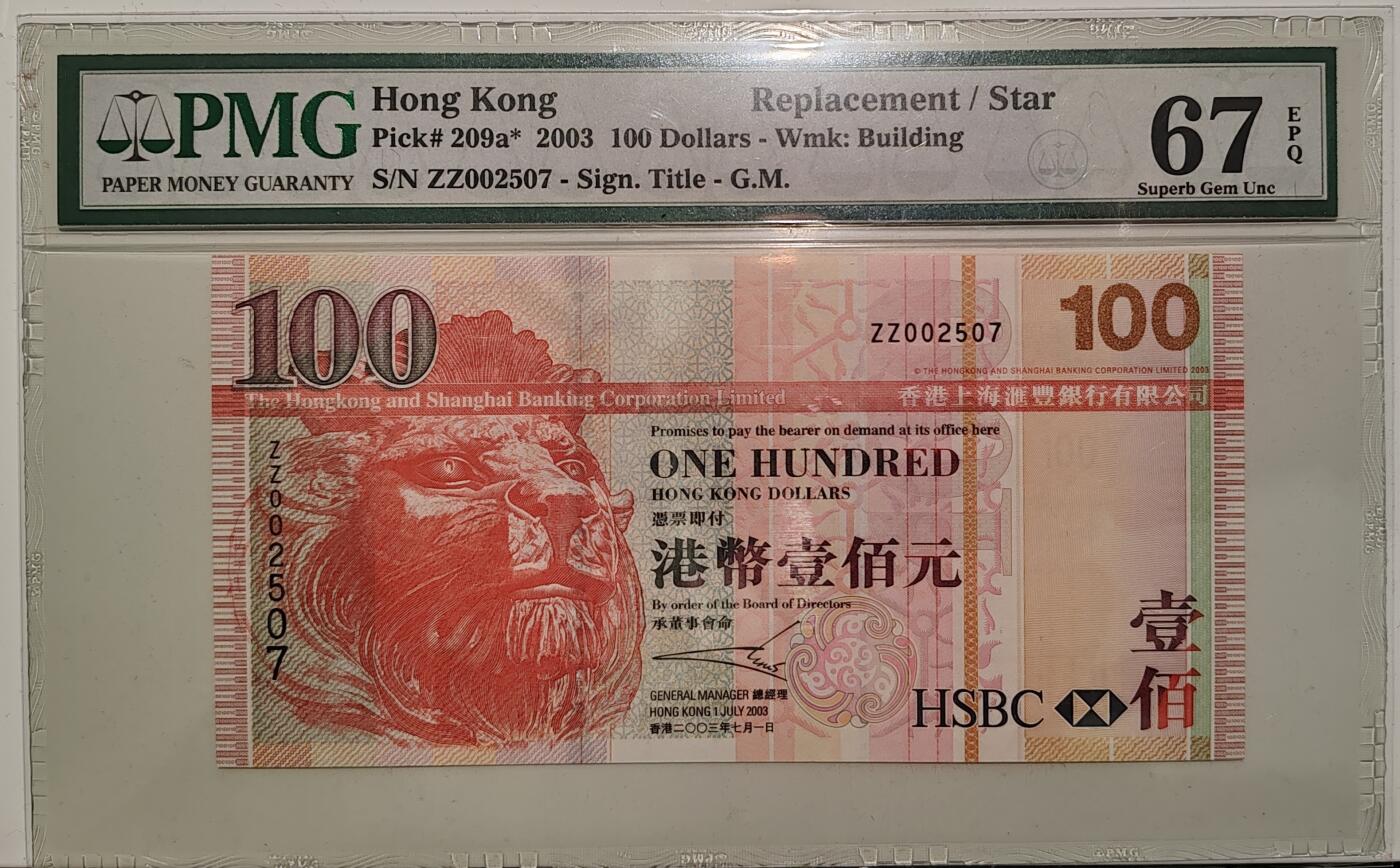 PMG
PAPER MONEY GUARANTY
Hong Kong
Replacement / Star
Pick# 209a* 2003 100 Dollars - Wmk: Building
S/N ZZ002507 - Sign. Title - G.M.
67
EPQ
Superb Gem Unc
100
ZZ002507
100
© THE HONGKONG AND SHANGHAI BANKING CORPORATION LIMITED 2003
The Hongkong and Shanghai Banking Corporation Limited
香港上海滙豐銀行有限公司
ZZ002507
Promises to pay the bearer on demand at its office here
ONE HUNDRED
HONG KONG DOLLARS
憑票即付
港幣壹佰元
By order of the Board of Directors
承董事會命
GENERAL MANAGER 總經理
HONG KONG 1 JULY 2003
香港二〇〇三年七月一日
HSBC
壹佰